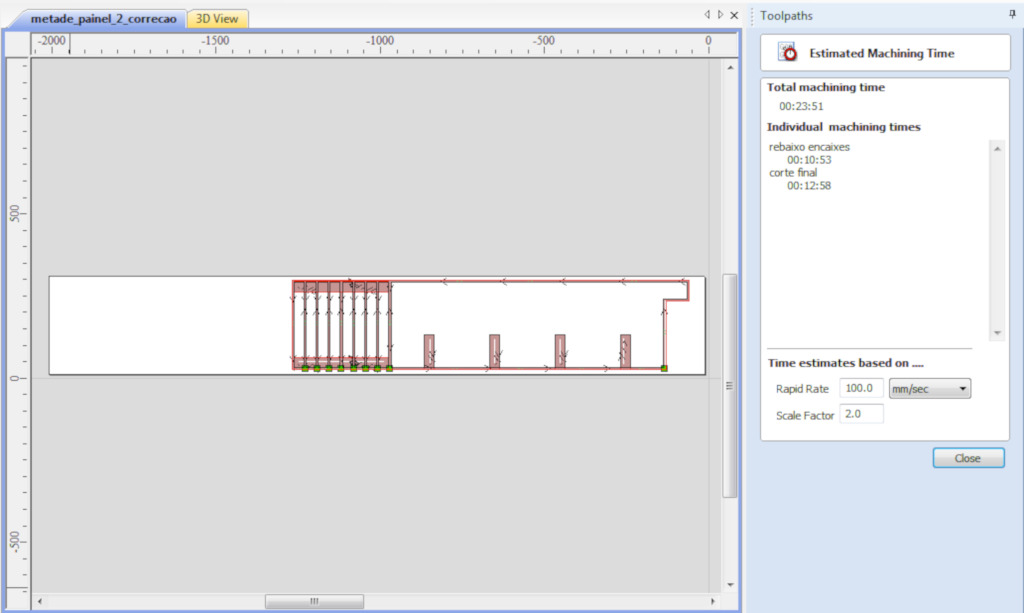 metade_painel_2_correcao
3D View
Toolpaths
-2000
-1500
-1000
-500
0
500
0
-500
Estimated Machining Time
Total machining time
00:23:51
Individual machining times
rebaixo encaixes
00:10:53
corte final
00:12:58
Time estimates based on ....
Rapid Rate 100.0 mm/sec
Scale Factor 2.0
Close